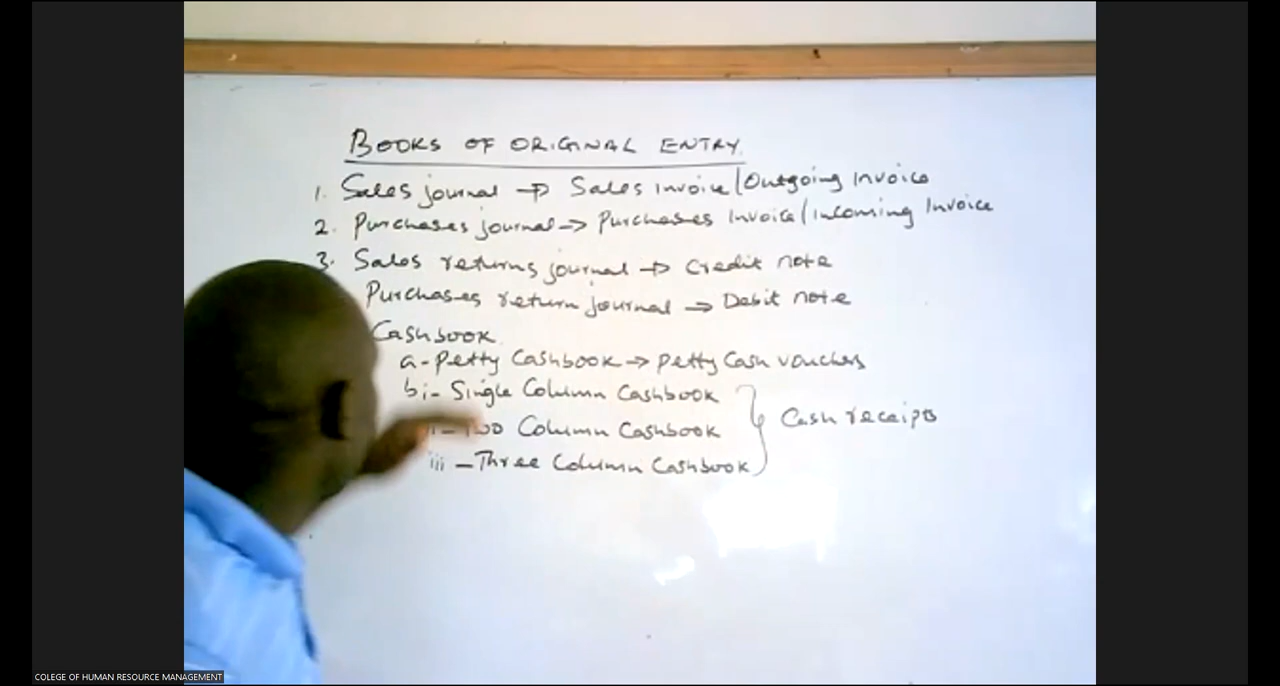 BOOKS OF ORIGINAL ENTRY
1. Sales journal → Sales Invoice/Outgoing Invoice
2. Purchases journal → Purchases Invoice/Incoming Invoice
3. Sales returns journal → Credit note
Purchases return journal → Debit note
Cashbook
a - Petty Cashbook → Petty Cash vouchers
bi - Single Column Cashbook
Column Cashbook
iii - Three Column Cashbook
Cash receipts
COLEGE OF HUMAN RESOURCE MANAGEMENT